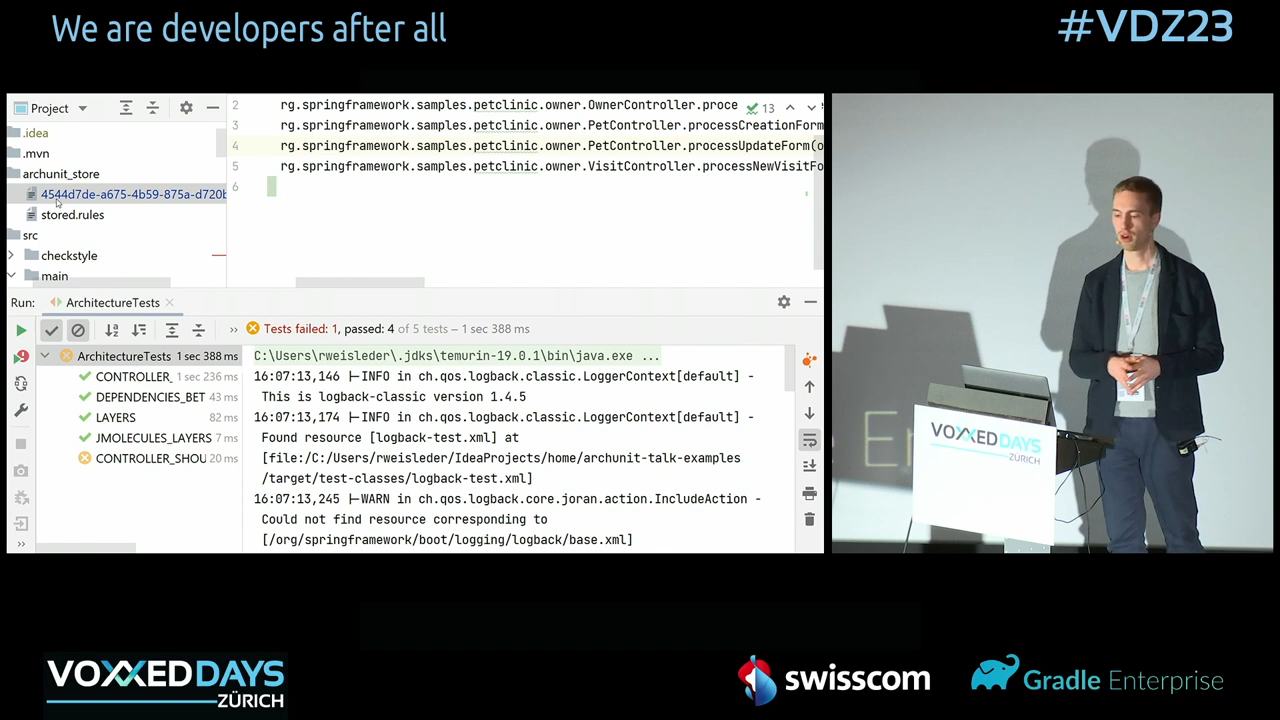 We are developers after all
#VDZ23
Project
.idea
.mvn
archunit_store
4544d7de-a675-4b59-875a-d720b
stored.rules
src
checkstyle
main
13
2 rg.springframework.samples.petclinic.owner.OwnerController.proce
3 rg.springframework.samples.petclinic.owner.PetController.processCreationForm
4 rg.springframework.samples.petclinic.owner.PetController.processUpdateForm(o
5 rg.springframework.samples.petclinic.owner.VisitController.processNewVisitFo
6
Run: ArchitectureTests
Tests failed: 1, passed: 4 of 5 tests – 1 sec 388 ms
ArchitectureTests 1 sec 388 ms
CONTROLLER_ 1 sec 236 ms
DEPENDENCIES_BET 43 ms
LAYERS 82 ms
JMOLECULES_LAYERS 7 ms
CONTROLLER_SHOU 20 ms
C:\Users\rweisleder\.jdks\temurin-19.0.1\bin\java.exe ...
16:07:13,146 |-INFO in ch.qos.logback.classic.LoggerContext[default] -
This is logback-classic version 1.4.5
16:07:13,174 |-INFO in ch.qos.logback.classic.LoggerContext[default] -
Found resource [logback-test.xml] at
[file:/C:/Users/rweisleder/IdeaProjects/home/archunit-talk-examples
/target/test-classes/logback-test.xml]
16:07:13,245 |-WARN in ch.qos.logback.core.joran.action.IncludeAction -
Could not find resource corresponding to
[/org/springframework/boot/logging/logback/base.xml]
VOXXED DAYS
ZÜRICH
VOXXED DAYS
ZÜRICH
swisscom
Gradle Enterprise